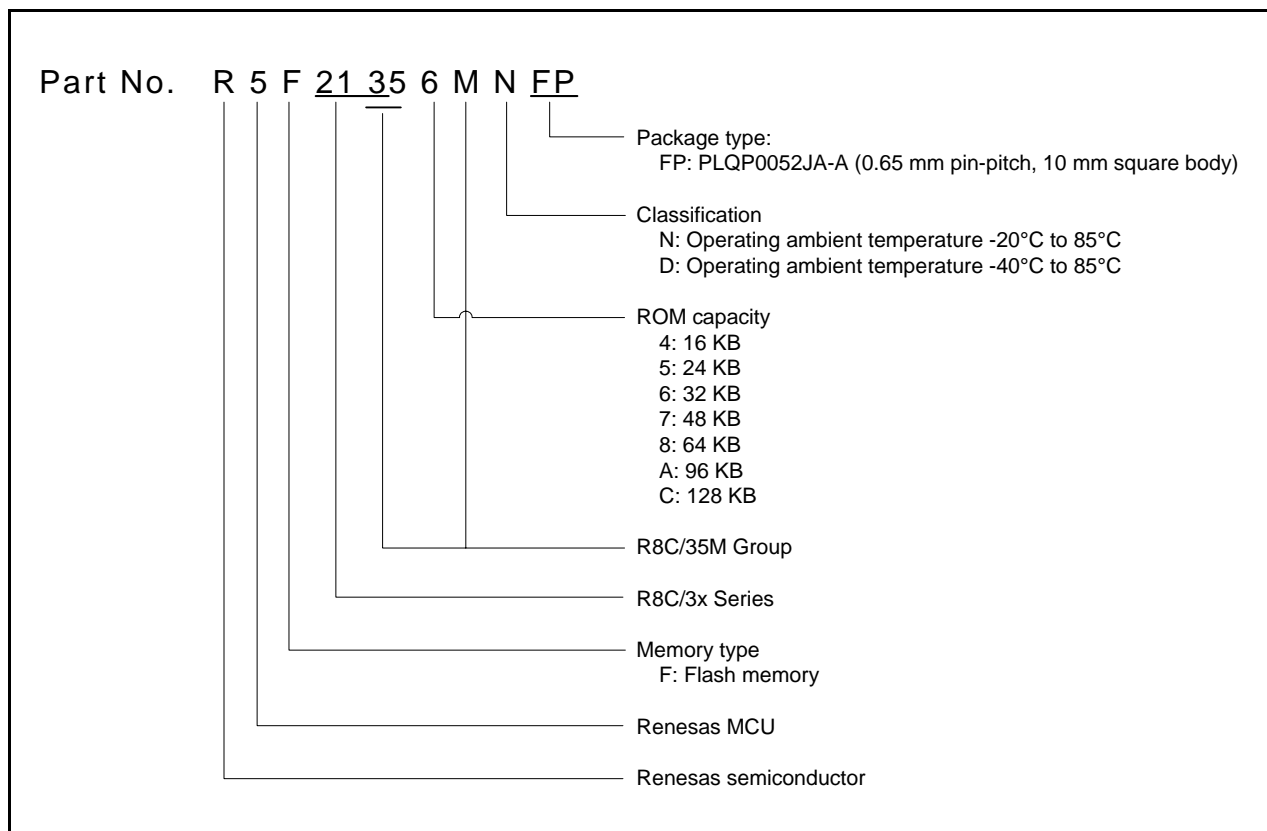 Part No. R 5 F 21 35 6 M N FP
Package type:
FP: PLQP0052JA-A (0.65 mm pin-pitch, 10 mm square body)
Classification
N: Operating ambient temperature -20°C to 85°C
D: Operating ambient temperature -40°C to 85°C
ROM capacity
4: 16 KB
5: 24 KB
6: 32 KB
7: 48 KB
8: 64 KB
A: 96 KB
C: 128 KB
R8C/35M Group
R8C/3x Series
Memory type
F: Flash memory
Renesas MCU
Renesas semiconductor